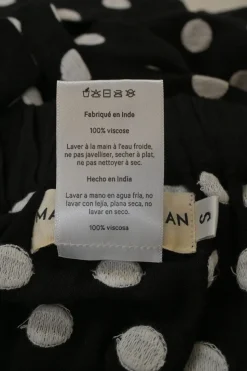 Fabriqué en Inde
100% viscose
Laver à la main à l'eau froide,
ne pas javelliser, secher à plat,
ne pas nettoyer à sec.
Hecho en India
Lavar a mano en agua fría, no
lavar con lejía, plana seca, no
lavar en seco.
100% viscosa
MA
AN
S